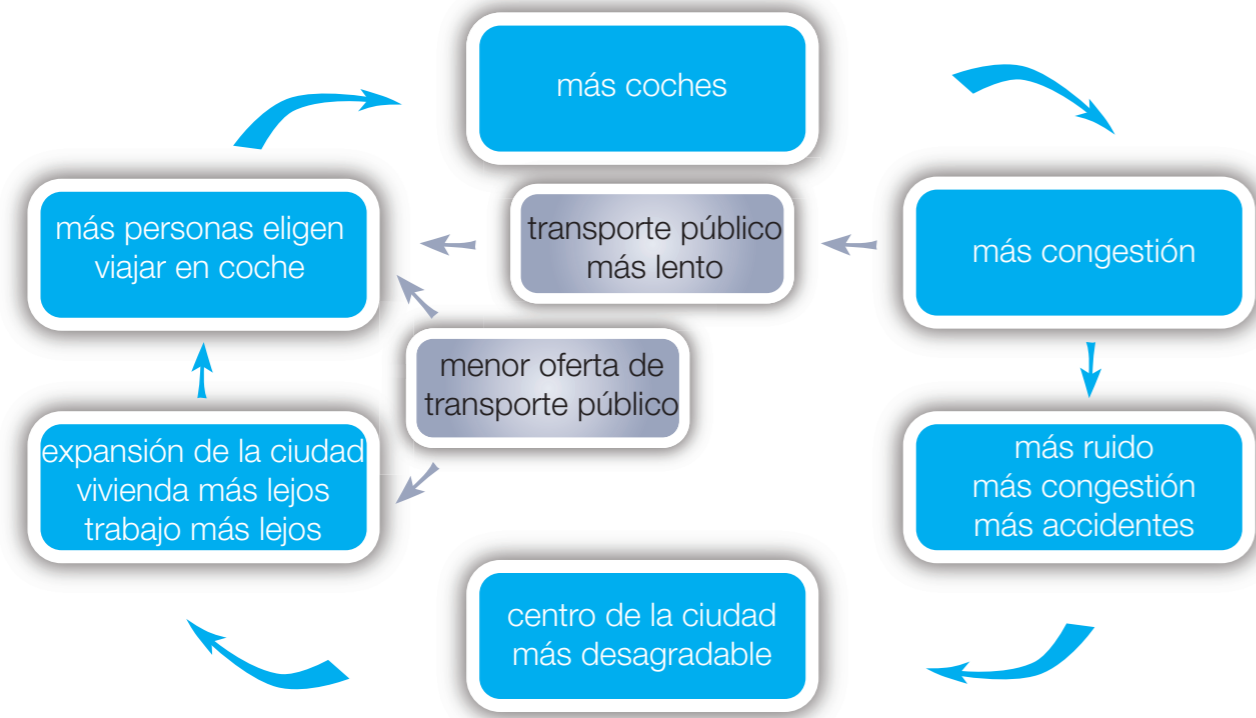 más coches
más personas eligen
viajar en coche
transporte público
más lento
más congestión
menor oferta de
transporte público
expansión de la ciudad
vivienda más lejos
trabajo más lejos
más ruido
más congestión
más accidentes
centro de la ciudad
más desagradable